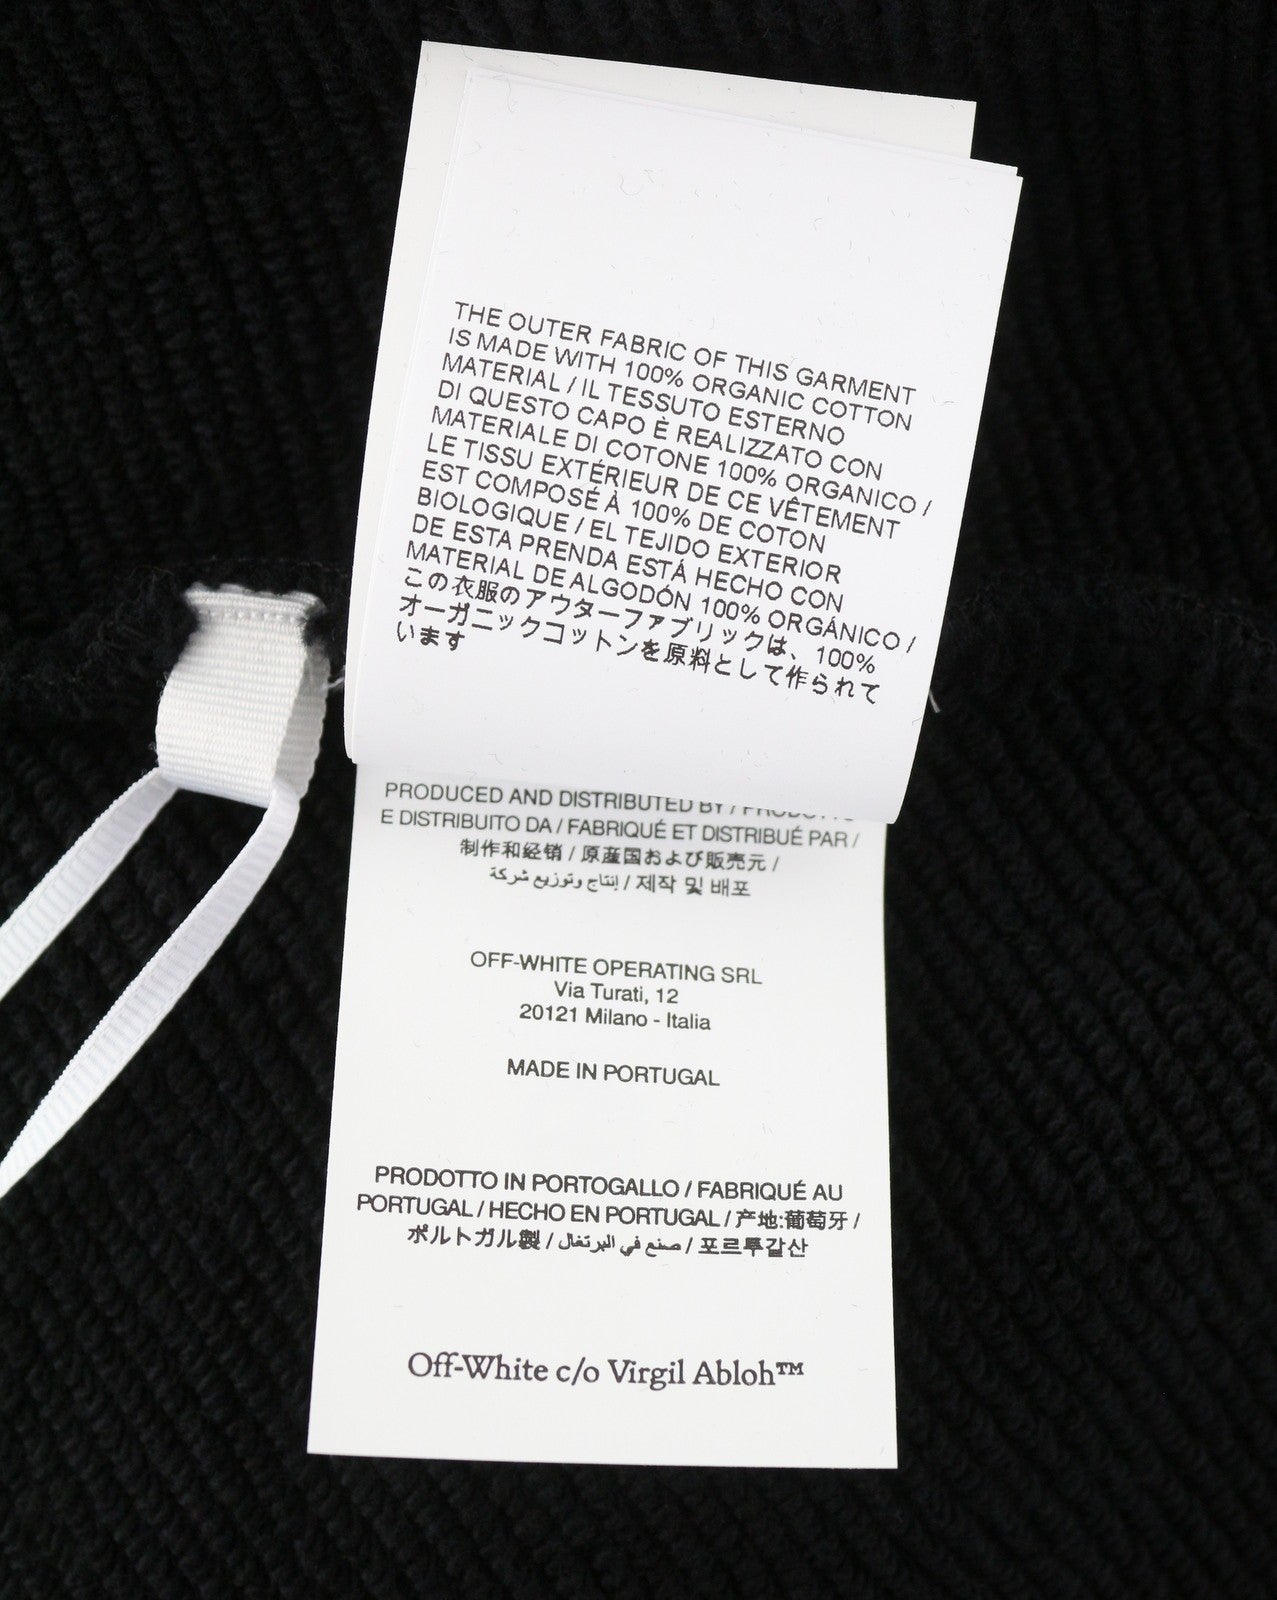 THE OUTER FABRIC OF THIS GARMENT
IS MADE WITH 100% ORGANIC COTTON
MATERIAL / IL TESSUTO ESTERNO
DI QUESTO CAPO È REALIZZATO CON
MATERIALE DI COTONE 100% ORGANICO /
LE TISSU EXTÉRIEUR DE CE VÊTEMENT
EST COMPOSÉ À 100% DE COTON
BIOLOGIQUE / EL TEJIDO EXTERIOR
DE ESTA PRENDA ESTÁ HECHO CON
MATERIAL DE ALGODÓN 100% ORGÁNICO /
この衣服のアウターファブリックは、100%
オーガニックコットンを原料として作られて
います
PRODUCED AND DISTRIBUTED BY / PRODOTTO
E DISTRIBUITO DA / FABRIQUÉ ET DISTRIBUÉ PAR /
制作和经销 / 原産国および販売元 /
إنتاج وتوزيع شركة / 제작 및 배포
OFF-WHITE OPERATING SRL
Via Turati, 12
20121 Milano - Italia
MADE IN PORTUGAL
PRODOTTO IN PORTOGALLO / FABRIQUÉ AU
PORTUGAL / HECHO EN PORTUGAL / 产地:葡萄牙 /
ポルトガル製 / صنع في البرتغال / 포르투갈산
Off-White c/o Virgil Abloh™